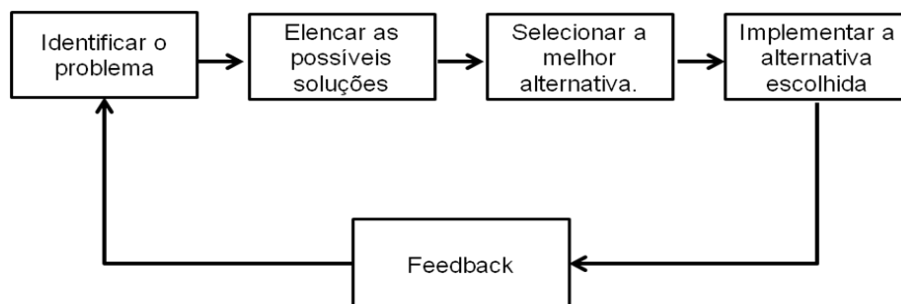 Identificar o
problema
Elencar as
possíveis
soluções
Selecionar a
melhor
alternativa.
Implementar a
alternativa
escolhida
Feedback